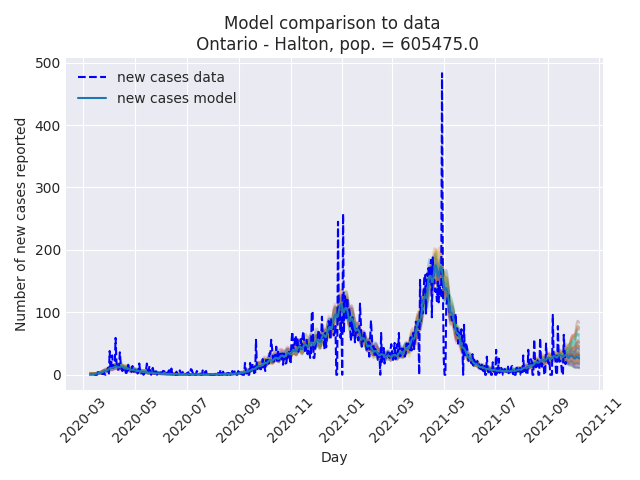 Model comparison to data
Ontario - Halton, pop. = 605475.0
new cases data
new cases model
Number of new cases reported
500
400
300
200
100
0
2020-03
2020-05
2020-07
2020-09
2020-11
2021-01
2021-03
2021-05
2021-07
2021-09
2021-11
Day